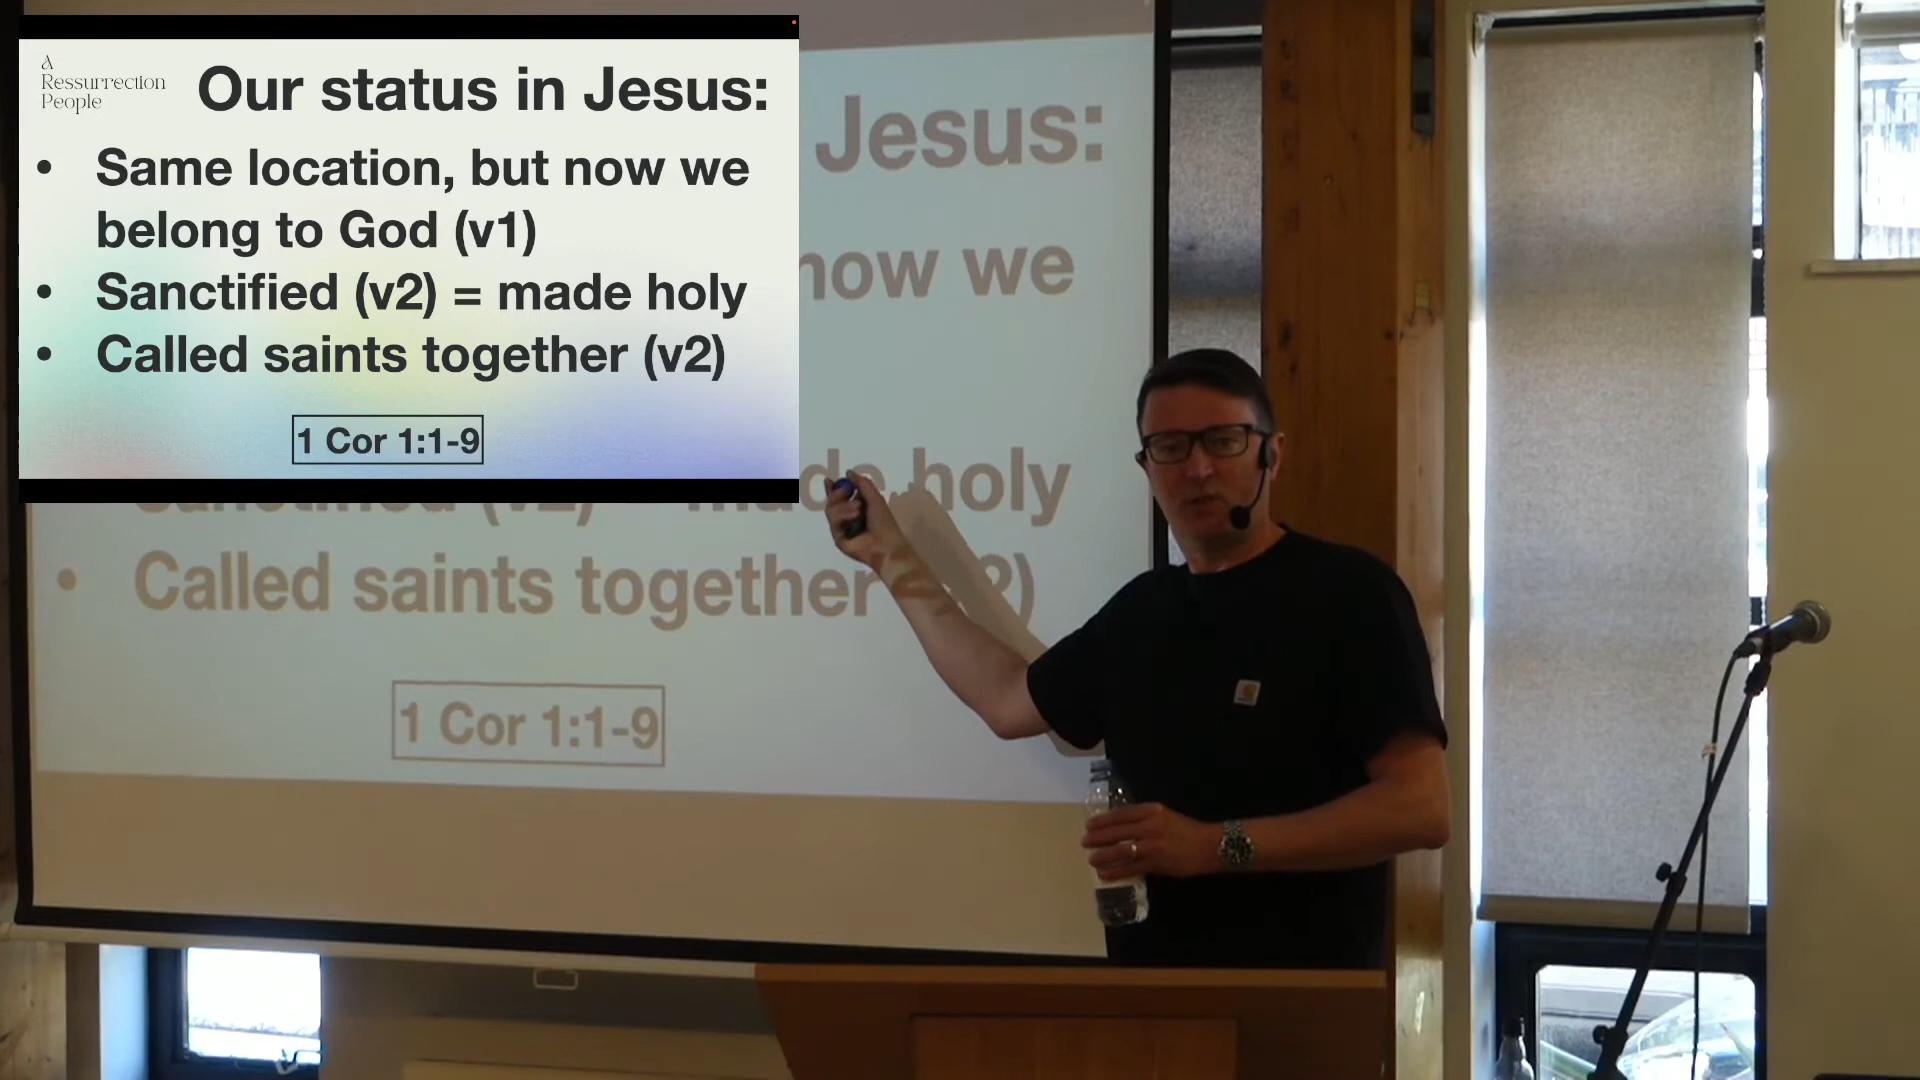 A
Ressurrection
People
Our status in Jesus:
• Same location, but now we
belong to God (v1)
• Sanctified (v2) = made holy
• Called saints together (v2)
1 Cor 1:1-9
Jesus:
now we
made holy
• Called saints together 2)
1 Cor 1:1-9